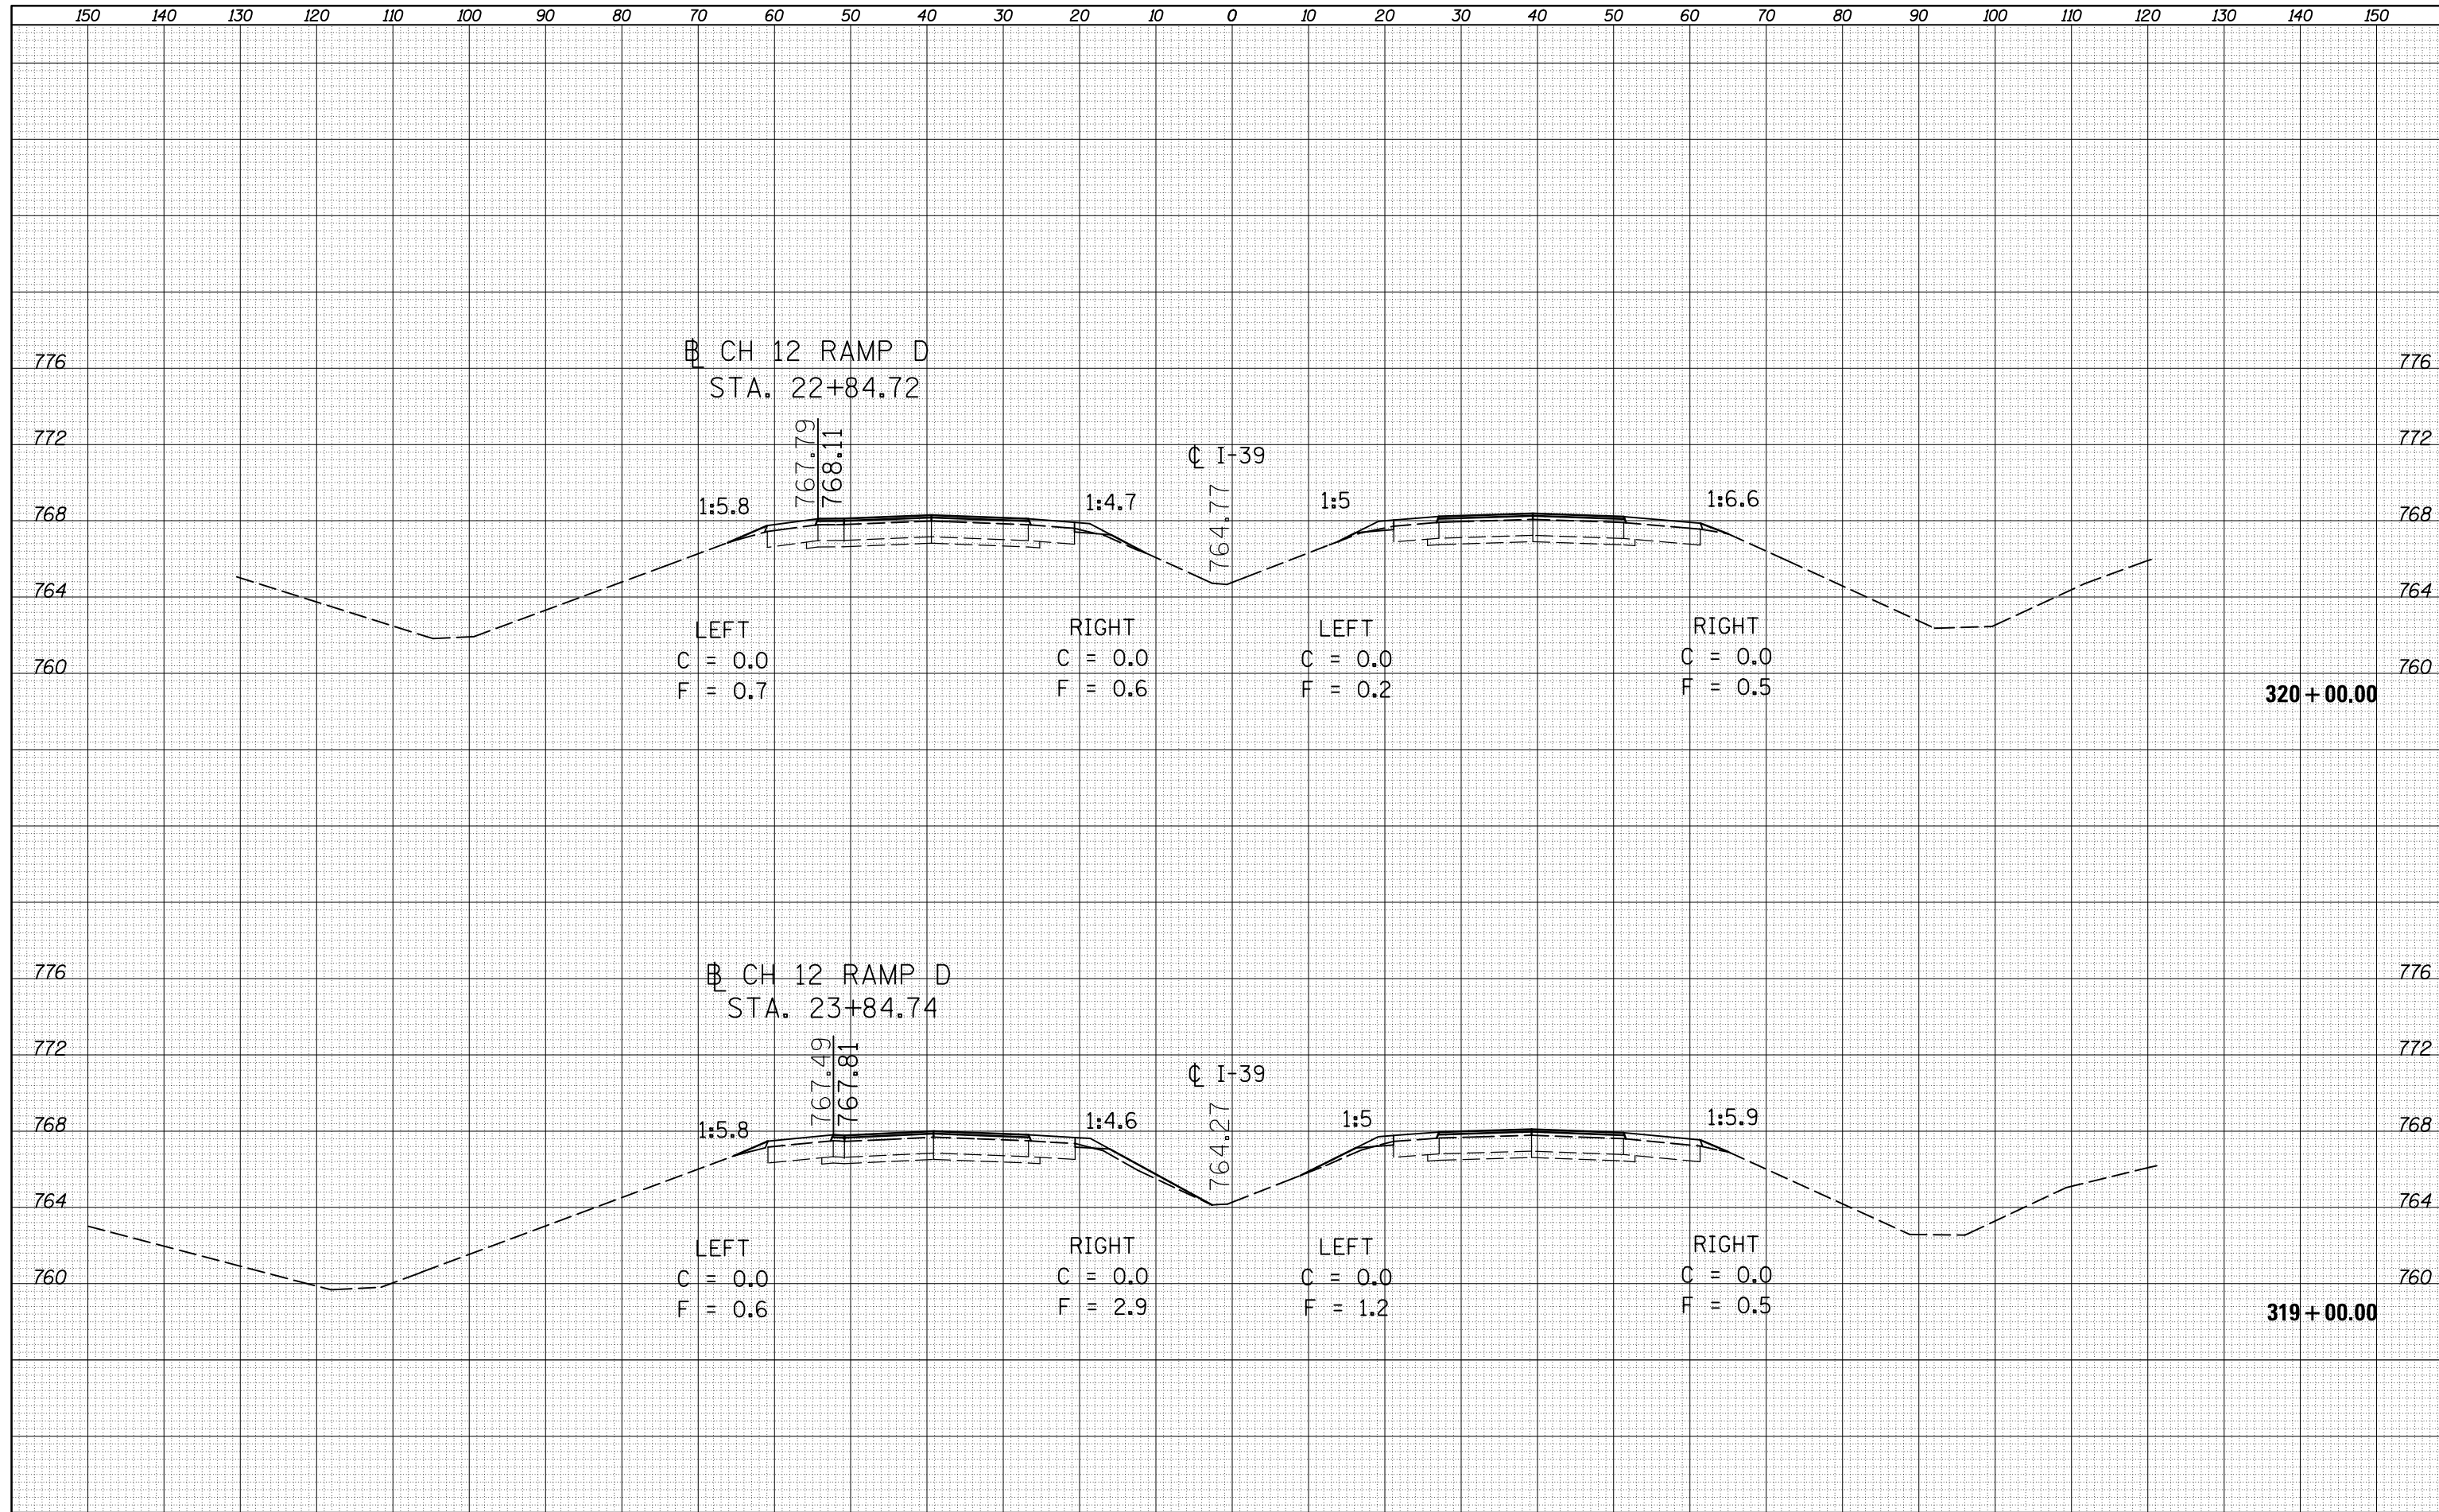 150 140 130 120 110 100 90 80 70 60 50 40 30 20 10 0 10 20 30 40 50 60 70 80 90 100 110 120 130 140 150
℄ CH 12 RAMP D
776 776
STA. 22+84.72
772 772
767.79
768.11
℄ I-39
764.77
1:5.8 1:4.7 1:5 1:6.6
768 768
764 764
LEFT RIGHT LEFT RIGHT
C = 0.0 C = 0.0 C = 0.0 C = 0.0
760 760
F = 0.7 F = 0.6 F = 0.2 F = 0.5
320+00.00
℄ CH 12 RAMP D
776 776
STA. 23+84.74
772 772
767.49
767.81
℄ I-39
764.27
1:5.8 1:4.6 1:5 1:5.9
768 768
764 764
LEFT RIGHT LEFT RIGHT
C = 0.0 C = 0.0 C = 0.0 C = 0.0
760 760
F = 0.6 F = 2.9 F = 1.2 F = 0.5
319+00.00